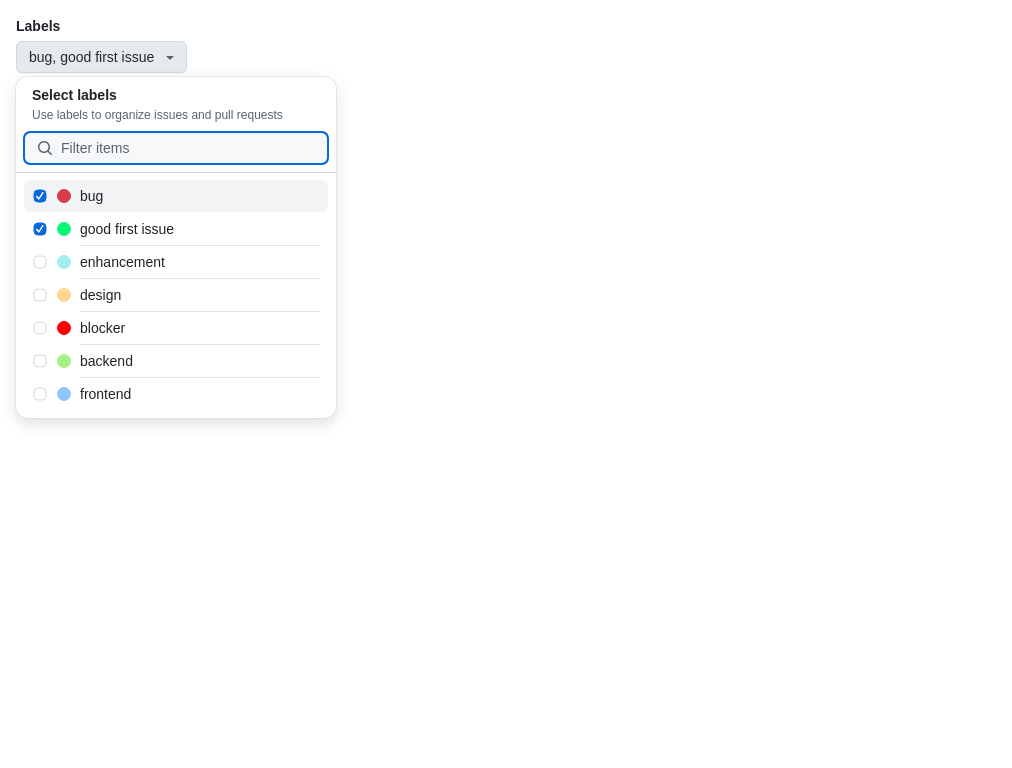 Labels
bug, good first issue
Select labels
Use labels to organize issues and pull requests
Filter items
bug
good first issue
enhancement
design
blocker
backend
frontend